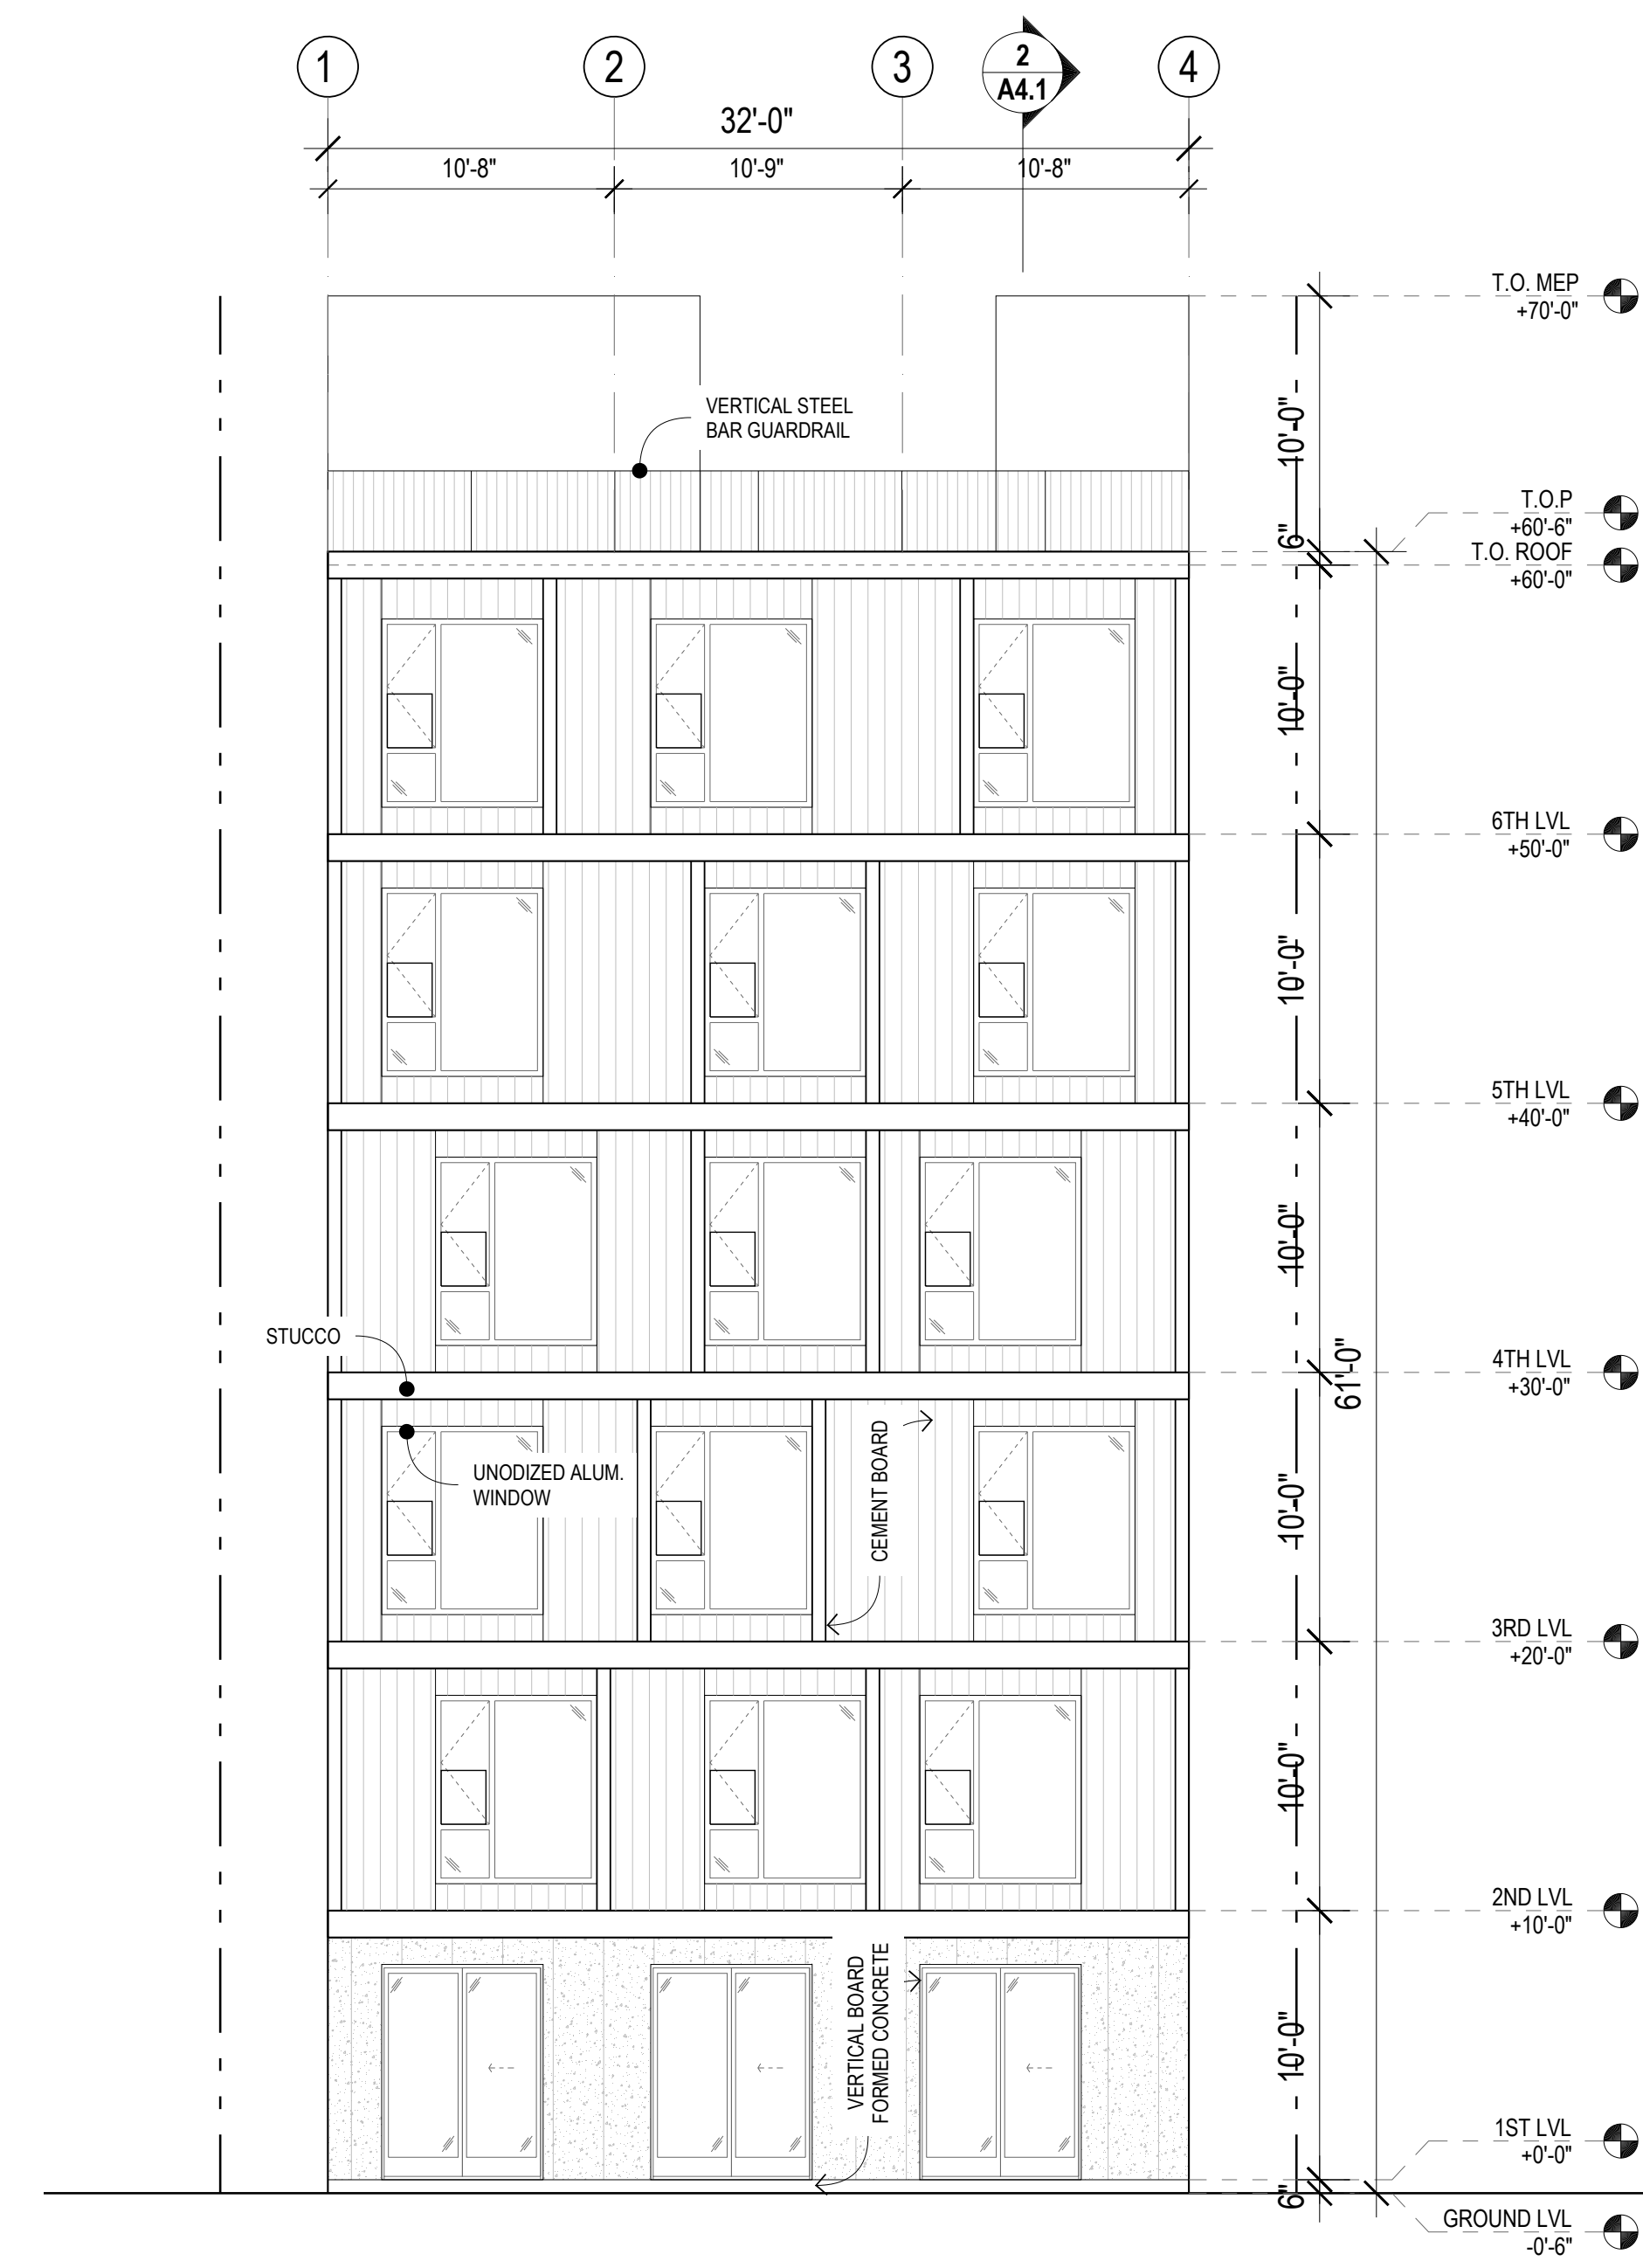 1
2
3
2
A4.1
4
32'-0"
10'-8"
10'-9"
10'-8"
T.O. MEP
+70'-0"
VERTICAL STEEL
BAR GUARDRAIL
10'-0"
T.O.P
+60'-6"
6"
T.O. ROOF
+60'-0"
10'-0"
6TH LVL
+50'-0"
10'-0"
5TH LVL
+40'-0"
10'-0"
STUCCO
61'-0"
4TH LVL
+30'-0"
UNODIZED ALUM.
WINDOW
CEMENT BOARD
10'-0"
3RD LVL
+20'-0"
10'-0"
2ND LVL
+10'-0"
VERTICAL BOARD
FORMED CONCRETE
10'-0"
1ST LVL
+0'-0"
6"
GROUND LVL
-0'-6"